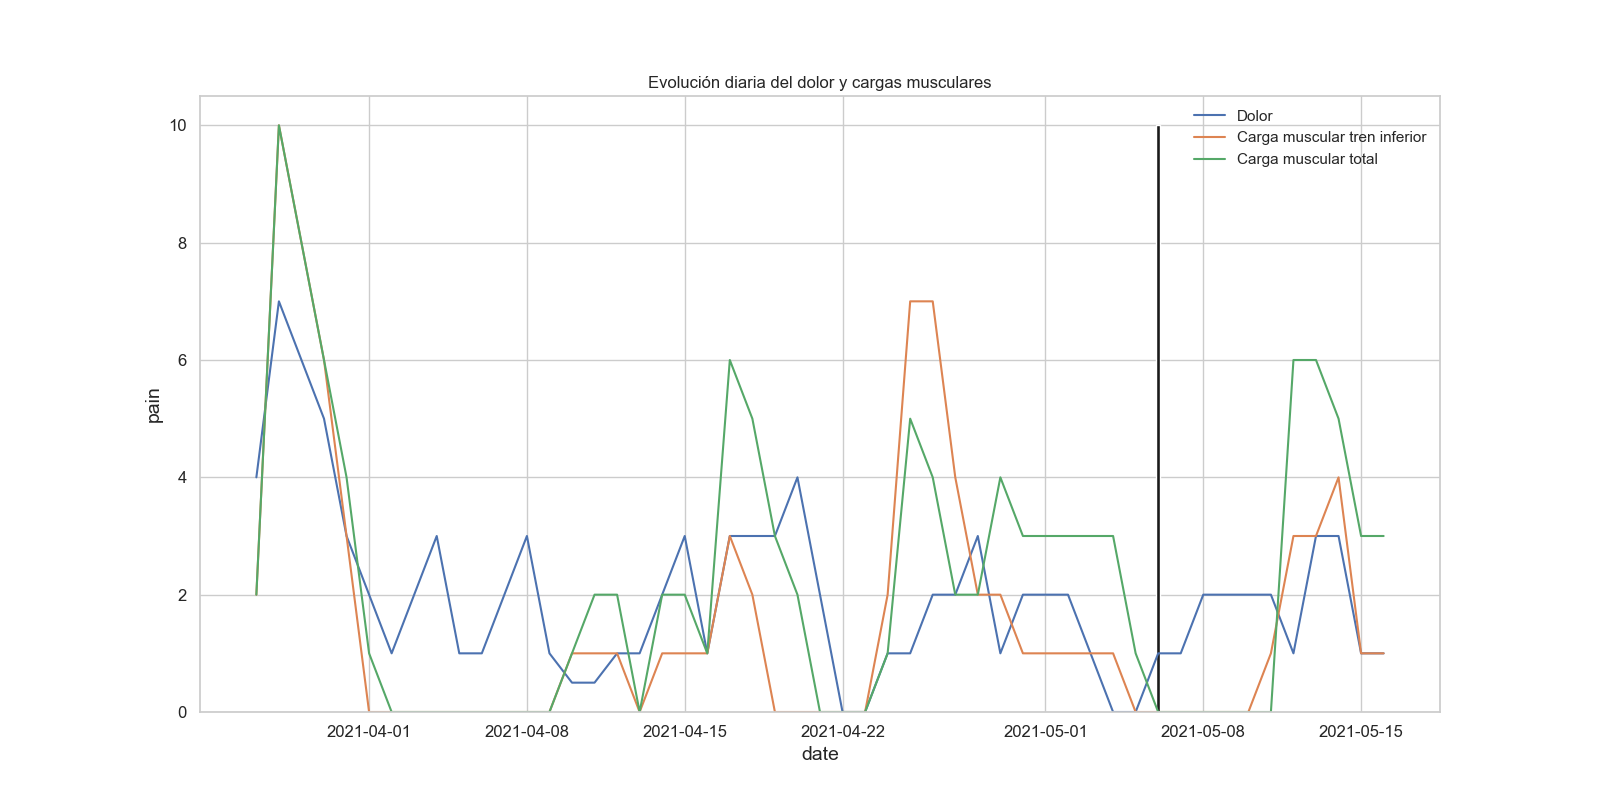 Evolución diaria del dolor y cargas musculares
Dolor
Carga muscular tren inferior
Carga muscular total
10
8
6
4
2
0
pain
2021-04-01
2021-04-08
2021-04-15
2021-04-22
2021-05-01
2021-05-08
2021-05-15
date